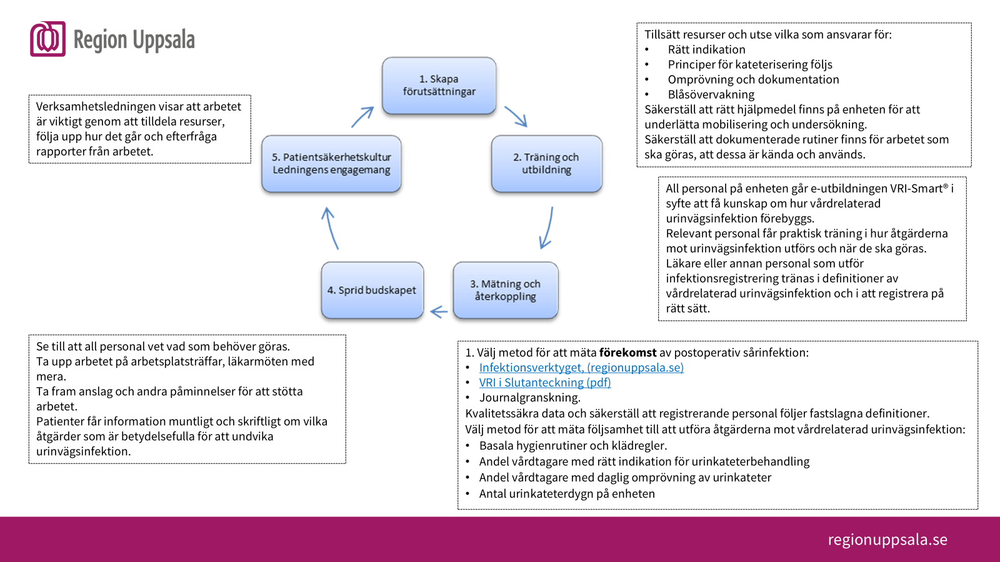 Region Uppsala
1. Skapa
förutsättningar
2. Träning och
utbildning
3. Mätning och
återkoppling
4. Sprid budskapet
5. Patientsäkerhetskultur
Ledningens engagemang
Tillsätt resurser och utse vilka som ansvarar för:
• Rätt indikation
• Principer för kateterisering följs
• Omprövning och dokumentation
• Blåsövervakning
Säkerställ att rätt hjälpmedel finns på enheten för att
underlätta mobilisering och undersökning.
Säkerställ att dokumenterade rutiner finns för arbetet som
ska göras, att dessa är kända och används.
All personal på enheten går e-utbildningen VRI-Smart® i
syfte att få kunskap om hur vårdrelaterad
urinvägsinfektion förebyggs.
Relevant personal får praktisk träning i hur åtgärderna
mot urinvägsinfektion utförs och när de ska göras.
Läkare eller annan personal som utför
infektionsregistrering tränas i definitioner av
vårdrelaterad urinvägsinfektion och i att registrera på
rätt sätt.
1. Välj metod för att mäta förekomst av postoperativ sårinfektion:
• Infektionsverktyget, (regionuppsala.se)
• VRI i Slutanteckning (pdf)
• Journalgranskning.
Kvalitetssäkra data och säkerställ att registrerande personal följer fastslagna definitioner.
Välj metod för att mäta följsamhet till att utföra åtgärderna mot vårdrelaterad urinvägsinfektion:
• Basala hygienrutiner och klädregler.
• Andel vårdtagare med rätt indikation för urinkateterbehandling
• Andel vårdtagare med daglig omprövning av urinkateter
• Antal urinkateterdygn på enheten
Se till att all personal vet vad som behöver göras.
Ta upp arbetet på arbetsplatsträffar, läkarmöten med
mera.
Ta fram anslag och andra påminnelser för att stötta
arbetet.
Patienter får information muntligt och skriftligt om vilka
åtgärder som är betydelsefulla för att undvika
urinvägsinfektion.
Verksamhetsledningen visar att arbetet
är viktigt genom att tilldela resurser,
följa upp hur det går och efterfråga
rapporter från arbetet.
regionuppsala.se